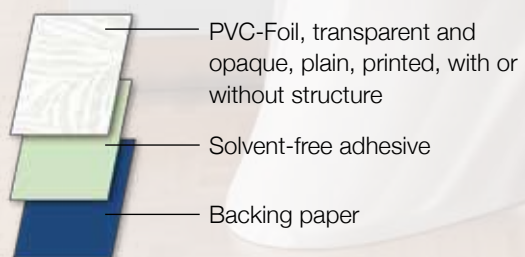 PVC-Foil, transparent and
opaque, plain, printed, with or
without structure
Solvent-free adhesive
Backing paper